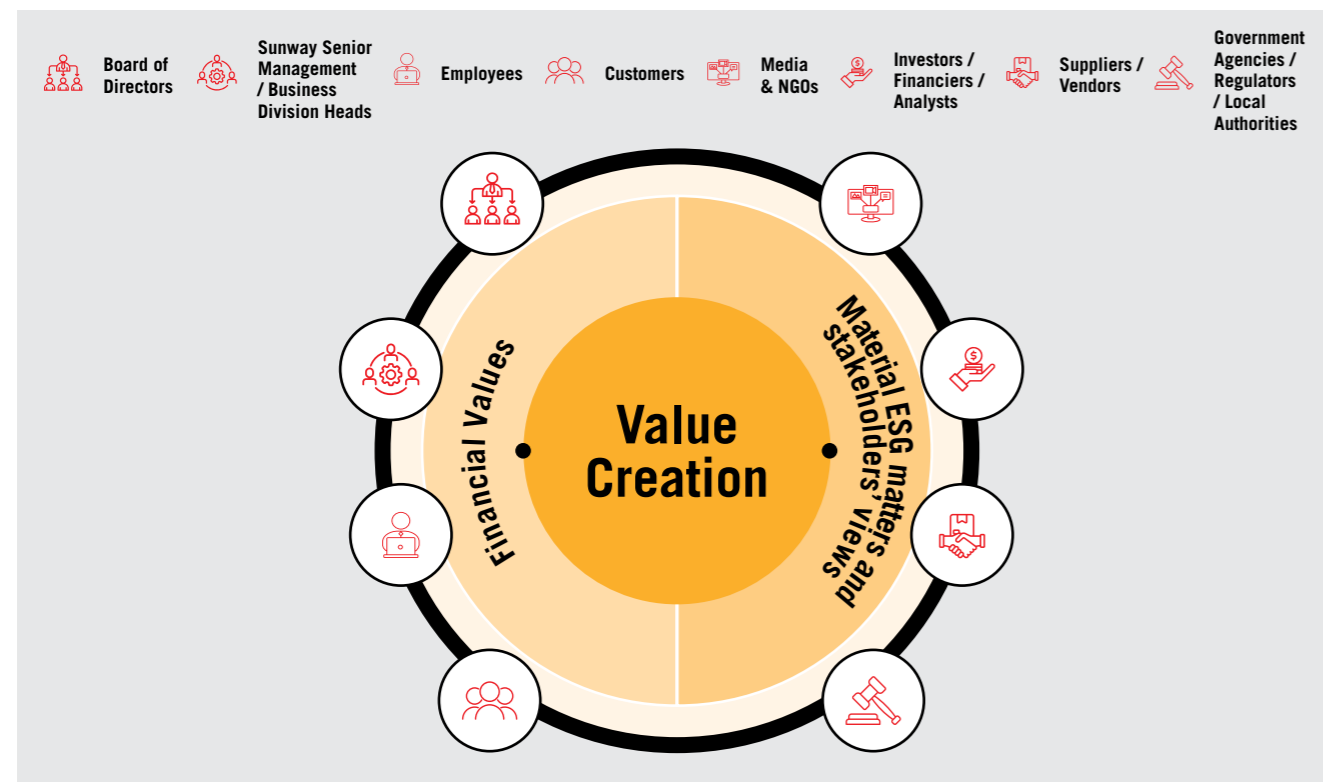 Board of
Directors
Sunway Senior
Management
/ Business
Division Heads
Employees
Customers
Media
& NGOs
Investors /
Financiers /
Analysts
Suppliers /
Vendors
Government
Agencies /
Regulators
/ Local
Authorities
Financial Values
Value
Creation
Material ESG matters and
stakeholders' views